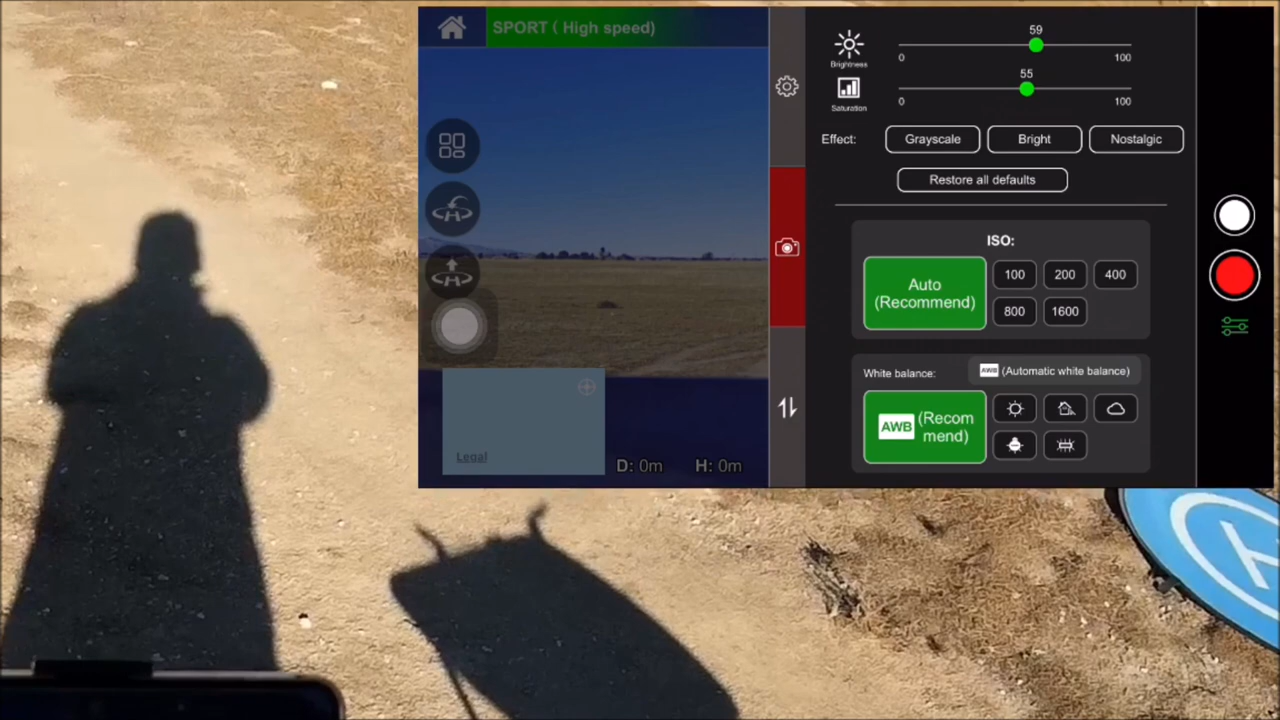 SPORT ( High speed)
59
Brightness
0
100
55
Saturation
0
100
Effect:
Grayscale
Bright
Nostalgic
Restore all defaults
ISO:
Auto
(Recommend)
100
200
400
800
1600
White balance:
AWB (Automatic white balance)
AWB (Recom
mend)
Legal
D: 0m
H: 0m
H